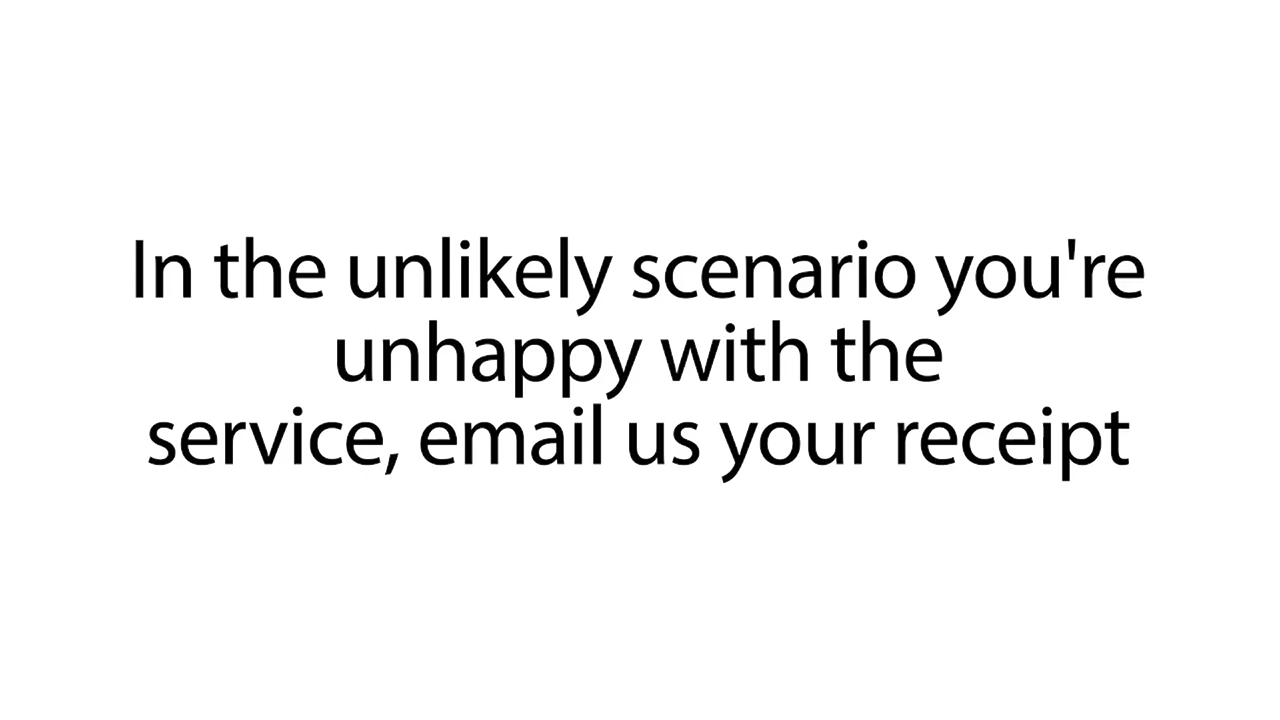 In the unlikely scenario you're
unhappy with the
service, email us your receipt